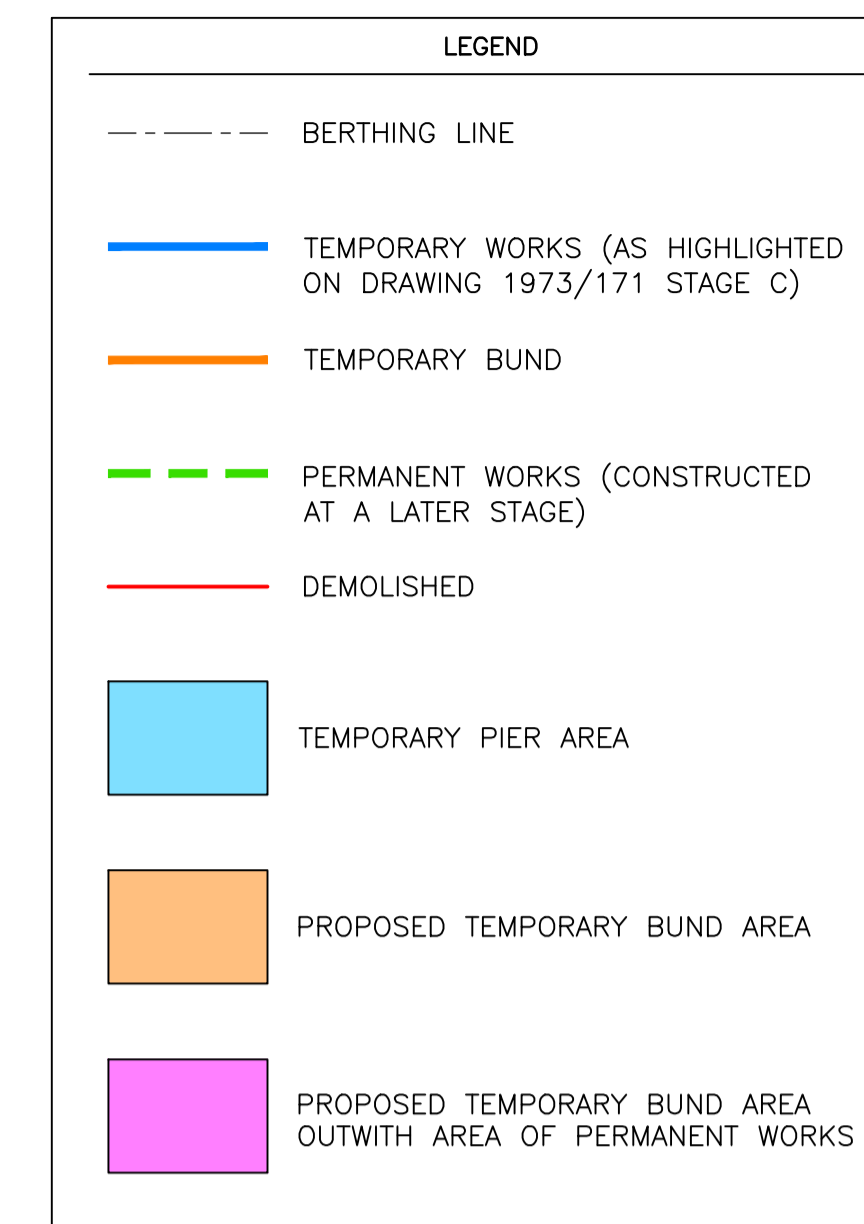 LEGEND
BERTHING LINE
TEMPORARY WORKS (AS HIGHLIGHTED
ON DRAWING 1973/171 STAGE C)
TEMPORARY BUND
PERMANENT WORKS (CONSTRUCTED
AT A LATER STAGE)
DEMOLISHED
TEMPORARY PIER AREA
PROPOSED TEMPORARY BUND AREA
PROPOSED TEMPORARY BUND AREA
OUTWITH AREA OF PERMANENT WORKS